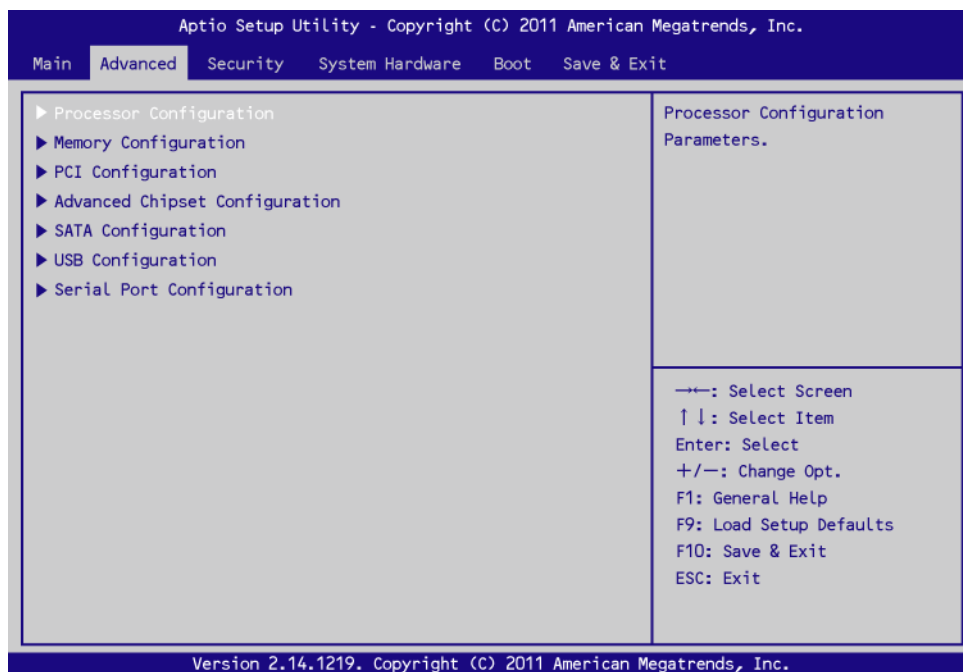 Aptio Setup Utility - Copyright (C) 2011 American Megatrends, Inc.
Main Advanced Security System Hardware Boot Save & Exit
▶ Processor Configuration
▶ Memory Configuration
▶ PCI Configuration
▶ Advanced Chipset Configuration
▶ SATA Configuration
▶ USB Configuration
▶ Serial Port Configuration
Processor Configuration
Parameters.
→←: Select Screen
↑↓: Select Item
Enter: Select
+/-: Change Opt.
F1: General Help
F9: Load Setup Defaults
F10: Save & Exit
ESC: Exit
Version 2.14.1219. Copyright (C) 2011 American Megatrends, Inc.